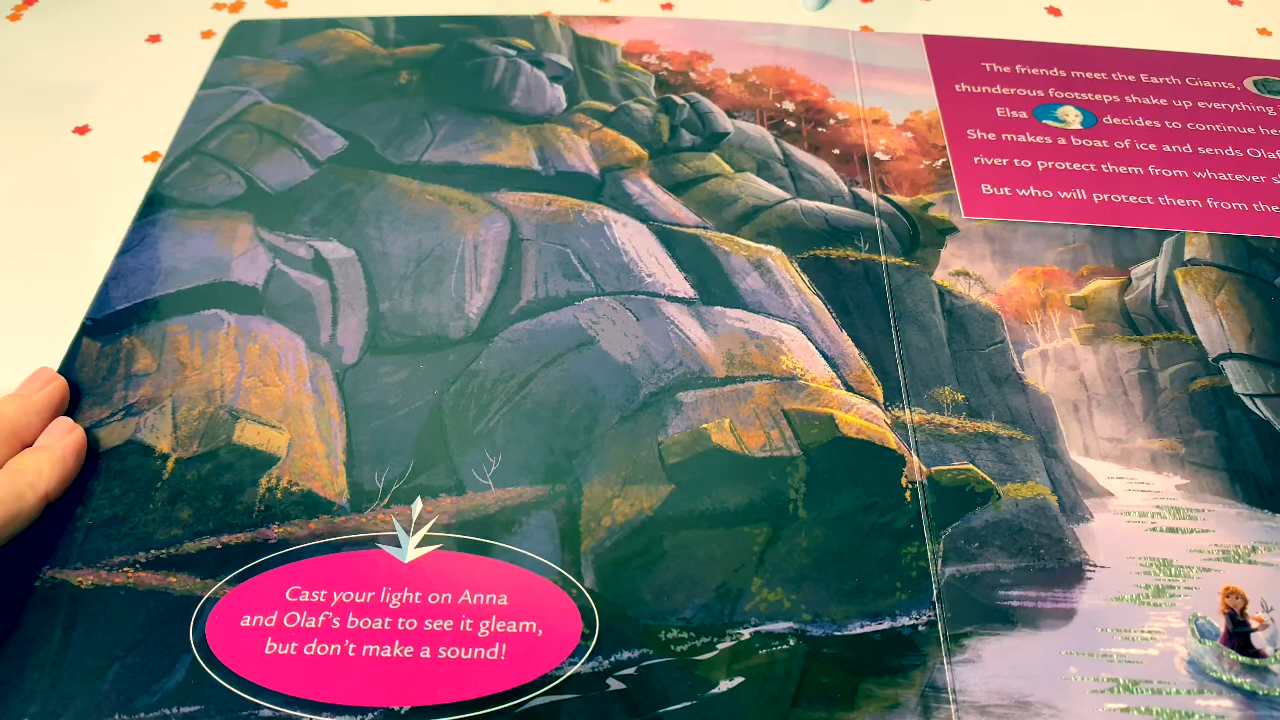 The friends meet the Earth Giants,
thunderous footsteps shake up everything
Elsa decides to continue he
She makes a boat of ice and sends Olaf
river to protect them from whatever s
But who will protect them from the
Cast your light on Anna
and Olaf's boat to see it gleam,
but don't make a sound!